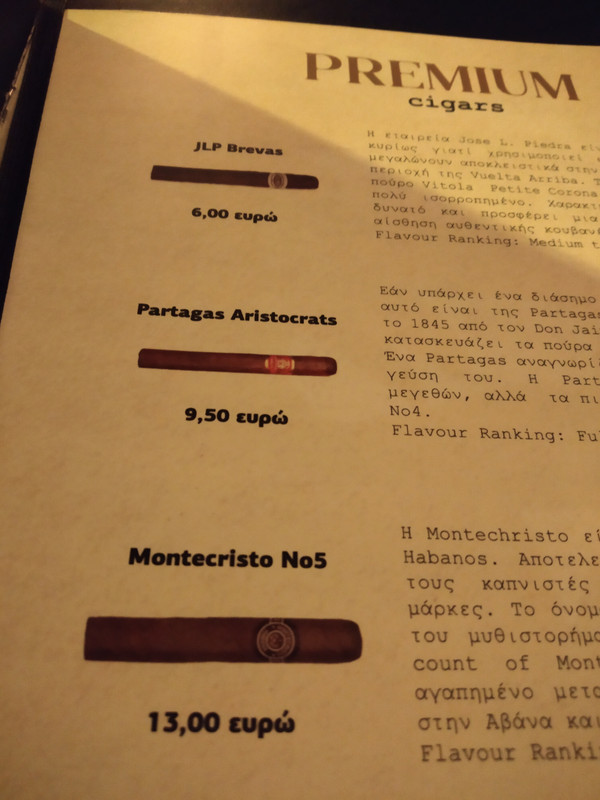 PREMIUM
cigars
JLP Brevas
6,00 ευρώ
Η εταιρεία Jose L. Piedra
κυρίως γιατί χρησιμοποιεί
μεγαλώνουν αποκλειστικά στην
περιοχή της Vuelta Arriba.
πούρο Vitola Petite Corona
πολύ ισορροπημένο.
δυνατό και προσφέρει μια
αίσθηση αυθεντικής
Flavour Ranking: Medium
Partagas Aristocrats
9,50 ευρώ
Εάν υπάρχει ένα διάσημο
αυτό είναι της Partagas
το 1845 από τον Don
κατασκευάζει τα πούρα
Ένα Partagas
γεύση του. Η
μεγεθών, αλλά τα
No4.
Flavour Ranking:
Montecristo No5
13,00 ευρώ
Η Montechristo
Habanos.
τους καπνιστές
μάρκες. Το
του
count of
αγαπημένο
στην Αβάνα και
Flavour